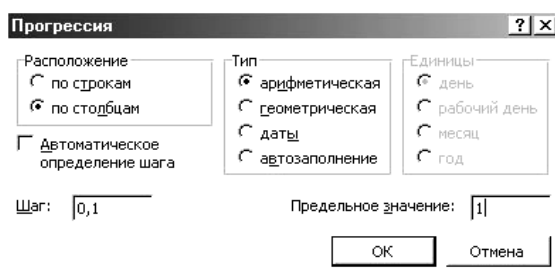 Прогрессия
Расположение
по строкам
по столбцам
Автоматическое
определение шага
Тип
арифметическая
геометрическая
даты
автозаполнение
Единицы
день
рабочий день
месяц
год
Шаг: 0,1
Предельное значение: 1
ОК
Отмена